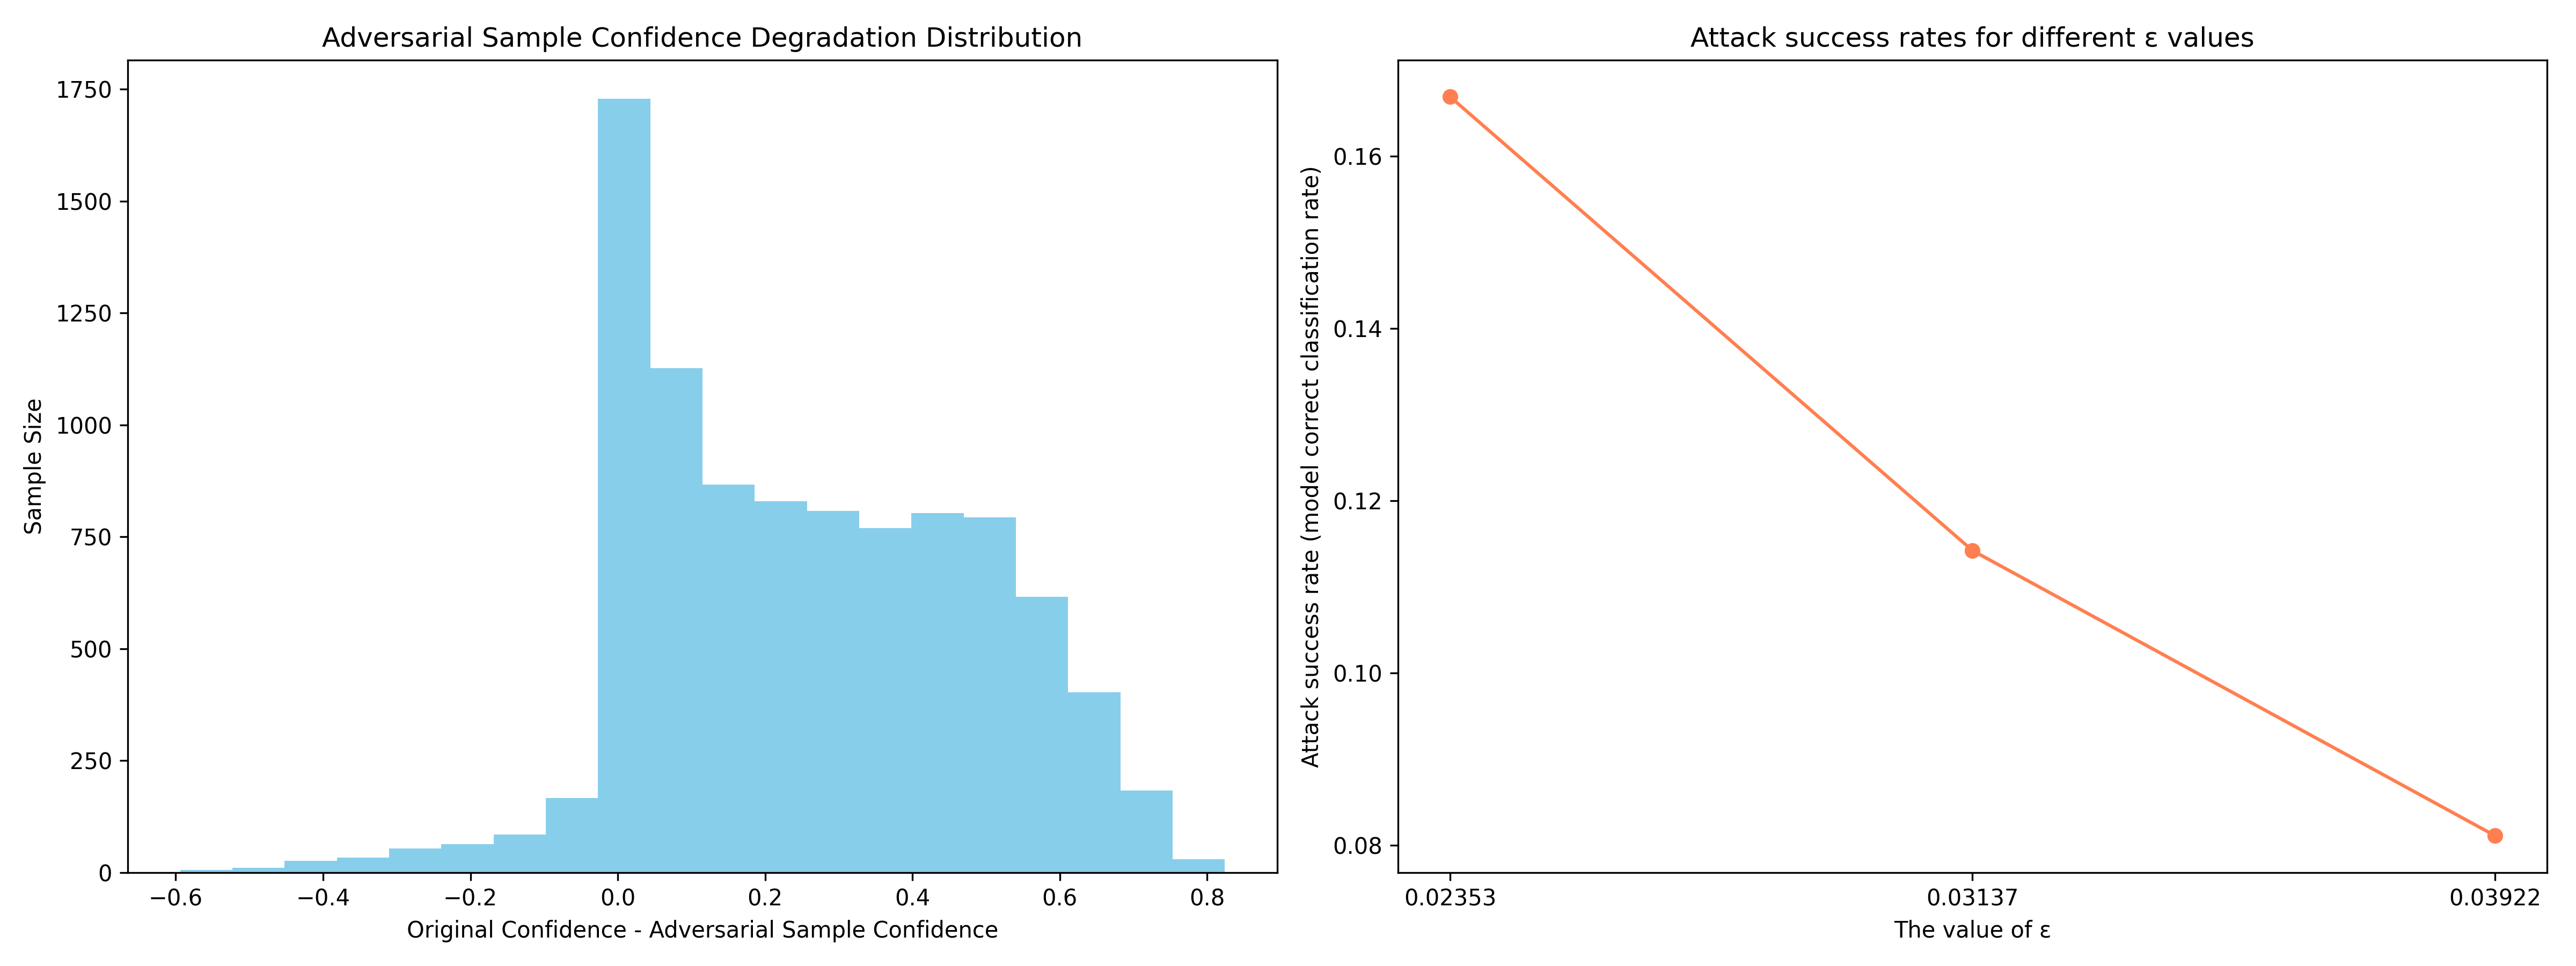 Adversarial Sample Confidence Degradation Distribution
Sample Size
1750
1500
1250
1000
750
500
250
0
−0.6 −0.4 −0.2 0.0 0.2 0.4 0.6 0.8
Original Confidence - Adversarial Sample Confidence
Attack success rates for different ε values
Attack success rate (model correct classification rate)
0.16
0.14
0.12
0.10
0.08
0.02353 0.03137 0.03922
The value of ε